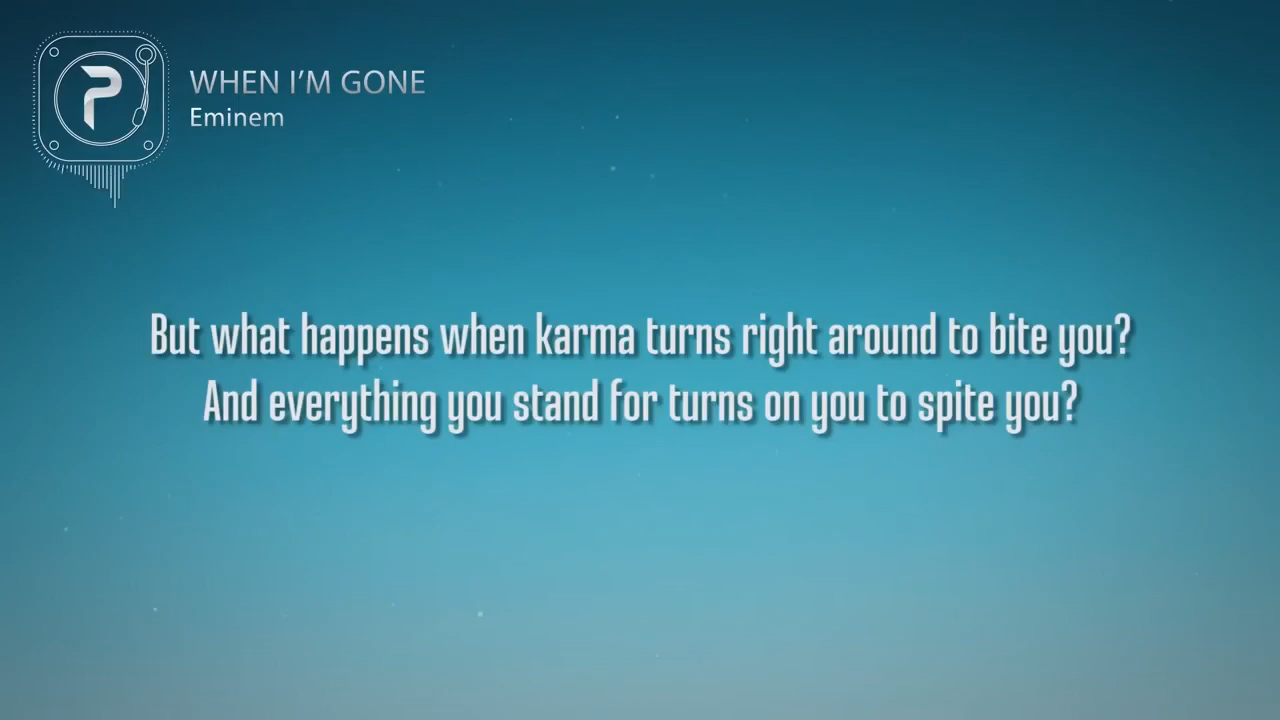 P
WHEN I'M GONE
Eminem
But what happens when karma turns right around to bite you?
And everything you stand for turns on you to spite you?